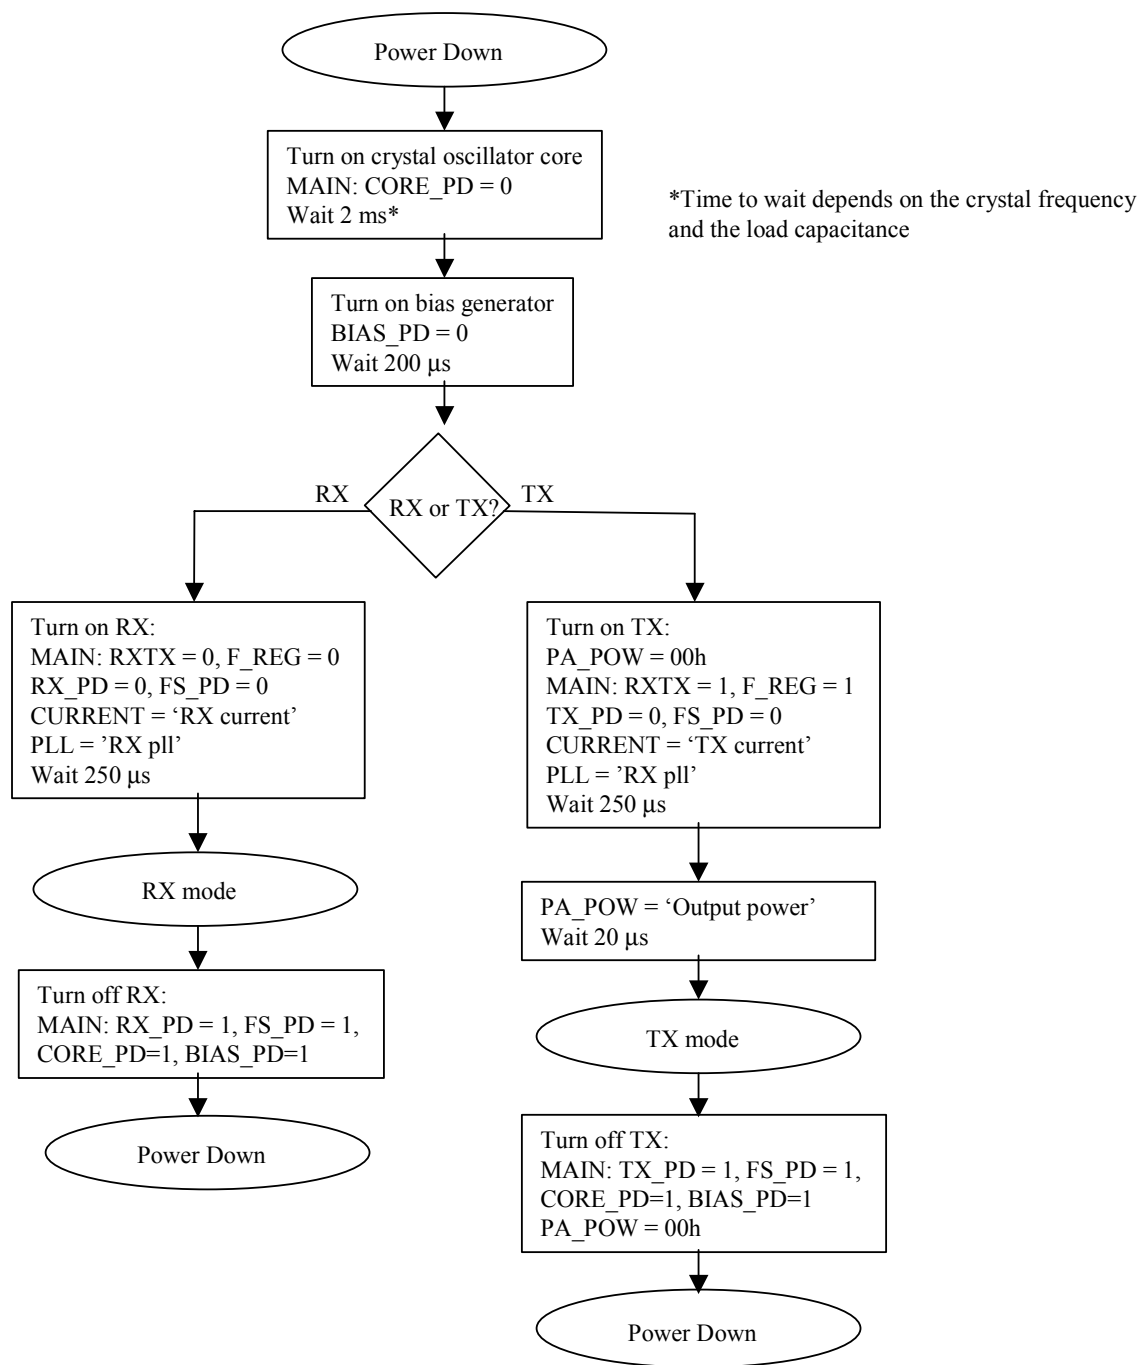 Power Down
Turn on crystal oscillator core
MAIN: CORE_PD = 0
Wait 2 ms*
*Time to wait depends on the crystal frequency
and the load capacitance
Turn on bias generator
BIAS_PD = 0
Wait 200 μs
RX or TX?
RX
TX
Turn on RX:
MAIN: RXTX = 0, F_REG = 0
RX_PD = 0, FS_PD = 0
CURRENT = ‘RX current’
PLL = ’RX pll’
Wait 250 μs
RX mode
Turn off RX:
MAIN: RX_PD = 1, FS_PD = 1,
CORE_PD=1, BIAS_PD=1
Power Down
Turn on TX:
PA_POW = 00h
MAIN: RXTX = 1, F_REG = 1
TX_PD = 0, FS_PD = 0
CURRENT = ‘TX current’
PLL = ’RX pll’
Wait 250 μs
PA_POW = ‘Output power’
Wait 20 μs
TX mode
Turn off TX:
MAIN: TX_PD = 1, FS_PD = 1,
CORE_PD=1, BIAS_PD=1
PA_POW = 00h
Power Down